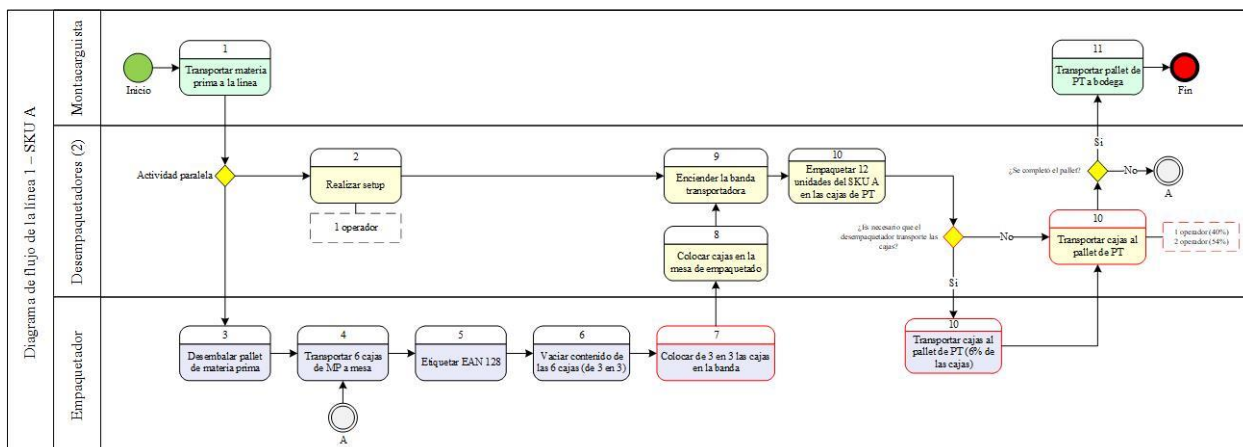 Diagrama de flujo de la linea 1 – SKU A
Montacarguista
Inicio
1
Transportar materia
prima a la linea
11
Transportar pallet de
PT a bodega
Fin
Desempaquetadores (2)
Actividad paralela
2
Realizar setup
1 operador
9
Enciender la banda
transportadora
10
Empaquetar 12
unidades del SKU A
en las cajas de PT
8
Colocar cajas en la
mesa de empaquetado
¿Es necesario que el
desempaquetador transporte las
cajas?
No
Si
10
Transportar cajas al
pallet de PT
1 operador (40%)
2 operador (54%)
¿Se completó el pallet?
Si
No
A
Empaquetador
3
Desembalar pallet
de materia prima
4
Transportar 6 cajas
de MP a mesa
A
5
Etiquetar EAN 128
6
Vaciar contenido de
las 6 cajas (de 3 en 3)
7
Colocar de 3 en 3 las cajas
en la banda
10
Transportar cajas al
pallet de PT (6% de
las cajas)